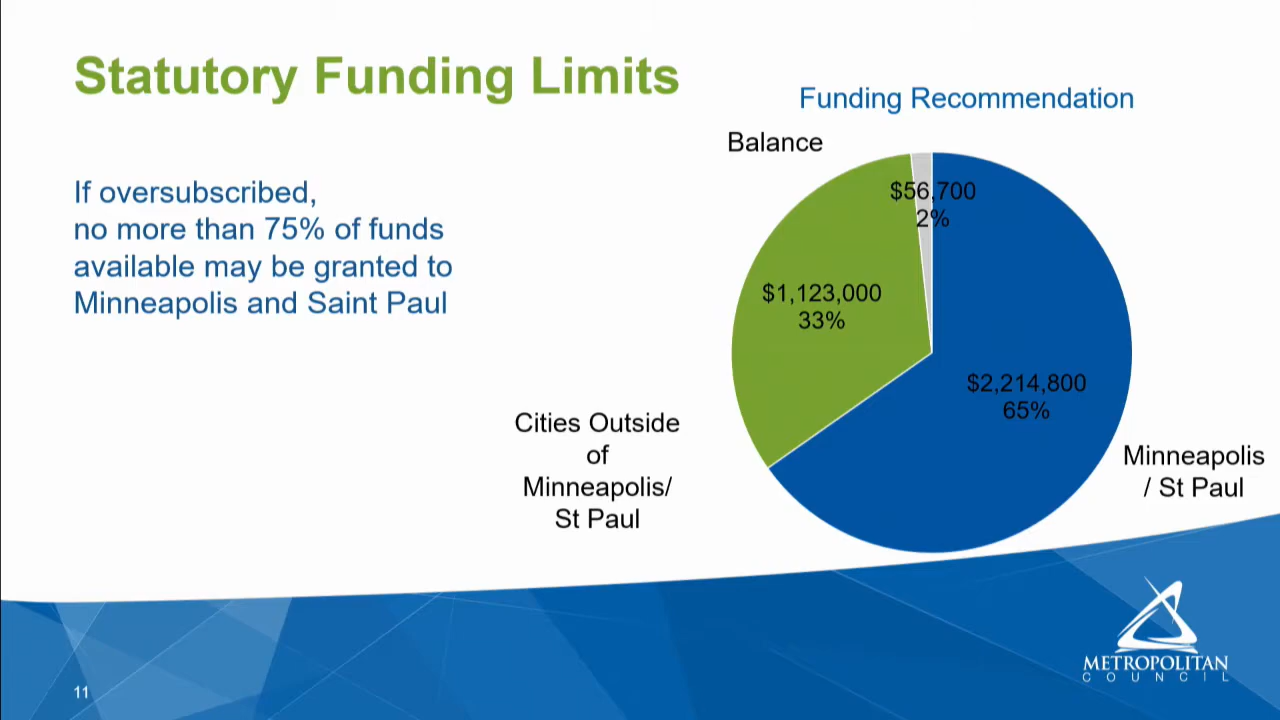 Statutory Funding Limits
If oversubscribed,
no more than 75% of funds
available may be granted to
Minneapolis and Saint Paul
Funding Recommendation
Balance
$56,700
2%
$1,123,000
33%
$2,214,800
65%
Cities Outside
of
Minneapolis/
St Paul
Minneapolis
/ St Paul
METROPOLITAN
COUNCIL
11